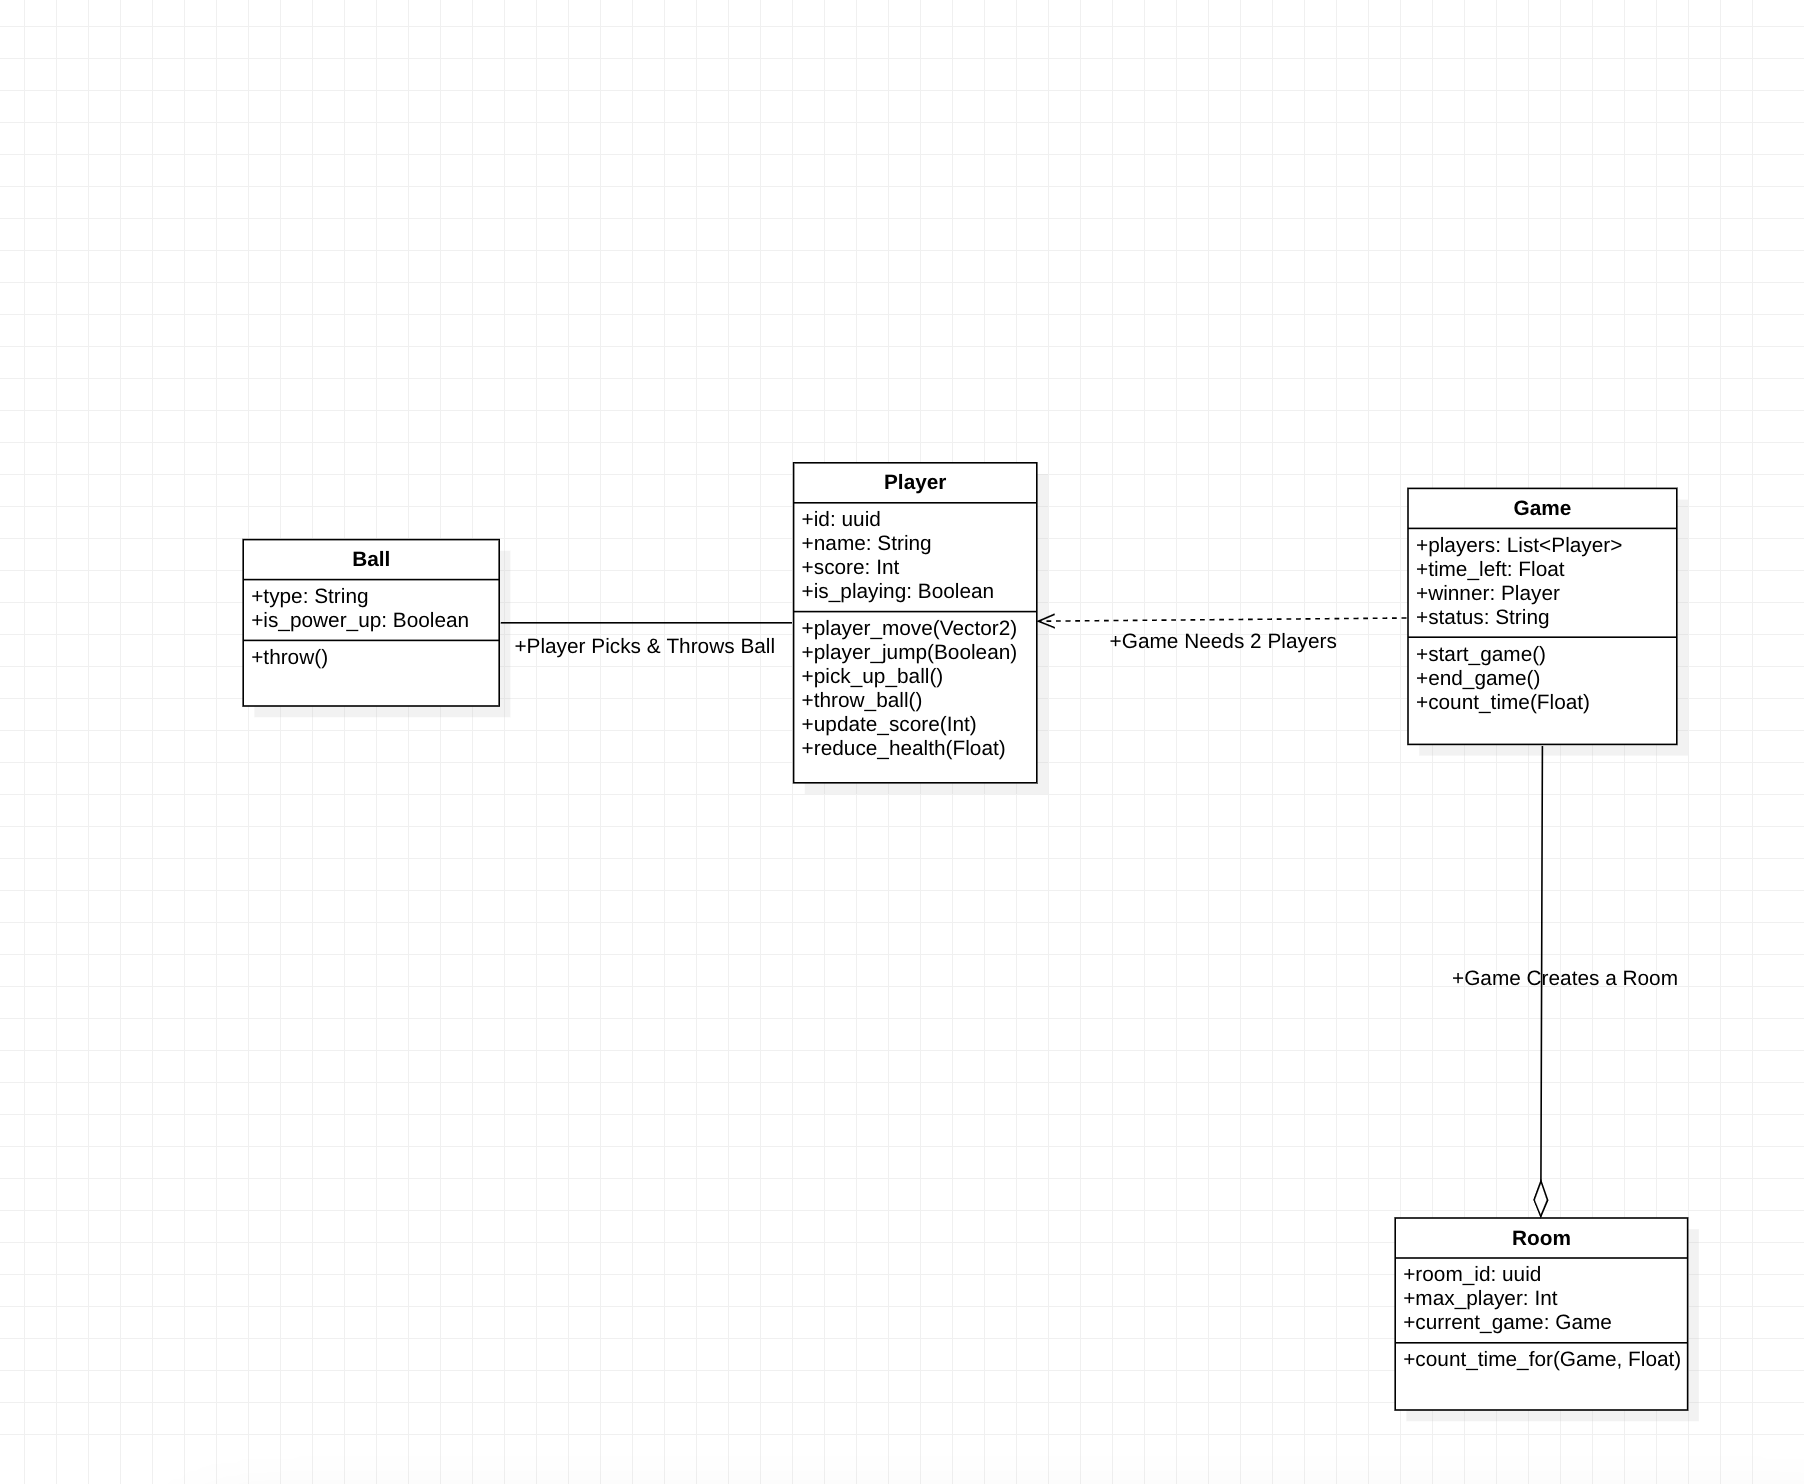 Ball
+type: String
+is_power_up: Boolean
+throw()
+Player Picks & Throws Ball
Player
+id: uuid
+name: String
+score: Int
+is_playing: Boolean
+player_move(Vector2)
+player_jump(Boolean)
+pick_up_ball()
+throw_ball()
+update_score(Int)
+reduce_health(Float)
+Game Needs 2 Players
Game
+players: List<Player>
+time_left: Float
+winner: Player
+status: String
+start_game()
+end_game()
+count_time(Float)
+Game Creates a Room
Room
+room_id: uuid
+max_player: Int
+current_game: Game
+count_time_for(Game, Float)